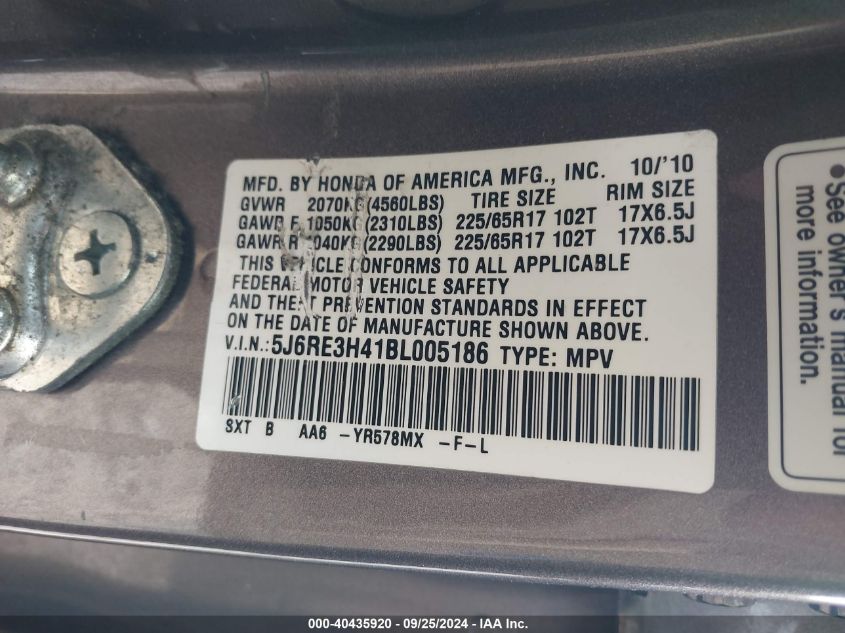 MFD. BY HONDA OF AMERICA MFG., INC. 10/'10
GVWR 2070KG(4560LBS) TIRE SIZE RIM SIZE
GAWR F 1050KG(2310LBS) 225/65R17 102T 17X6.5J
GAWR R 1040KG(2290LBS) 225/65R17 102T 17X6.5J
THIS VEHICLE CONFORMS TO ALL APPLICABLE
FEDERAL MOTOR VEHICLE SAFETY
AND THEFT PREVENTION STANDARDS IN EFFECT
ON THE DATE OF MANUFACTURE SHOWN ABOVE.
V.I.N.: 5J6RE3H41BL005186 TYPE: MPV
SXT B AA6 -YR578MX -F-L
• See owner's manual for
more information.
000-40435920 - 09/25/2024 - IAA Inc.